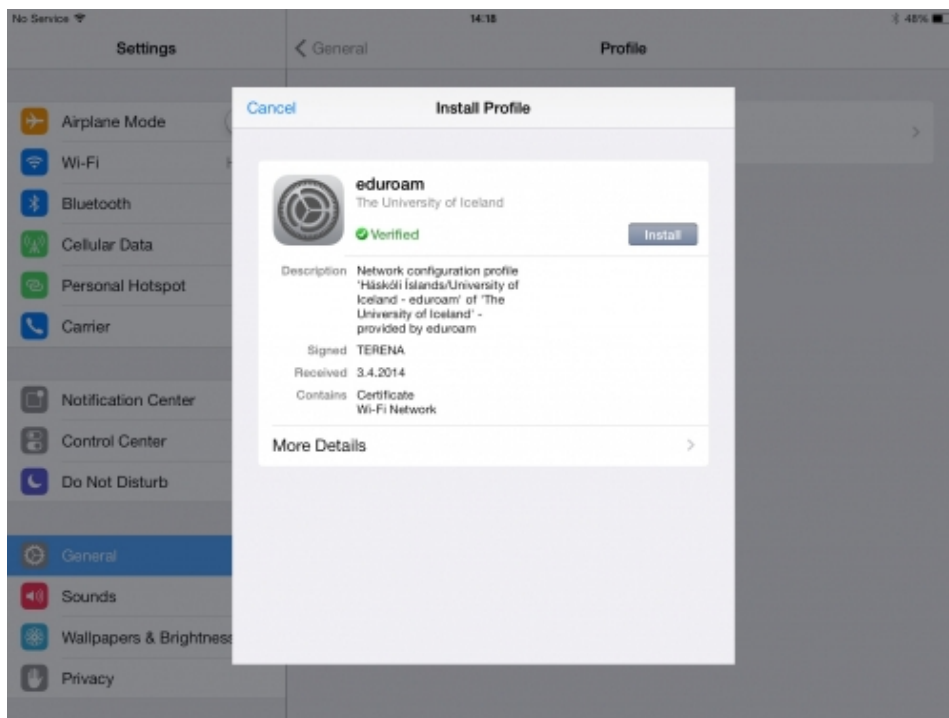 No Service
14:18
48%
Settings
General
Profile
Airplane Mode
Wi-Fi
Bluetooth
Cellular Data
Personal Hotspot
Carrier
Notification Center
Control Center
Do Not Disturb
General
Sounds
Wallpapers & Brightness
Privacy
Cancel
Install Profile
eduroam
The University of Iceland
Verified
Install
Description Network configuration profile
'Háskóli Íslands/University of
Iceland - eduroam' of 'The
University of Iceland' -
provided by eduroam
Signed TERENA
Received 3.4.2014
Contains Certificate
Wi-Fi Network
More Details